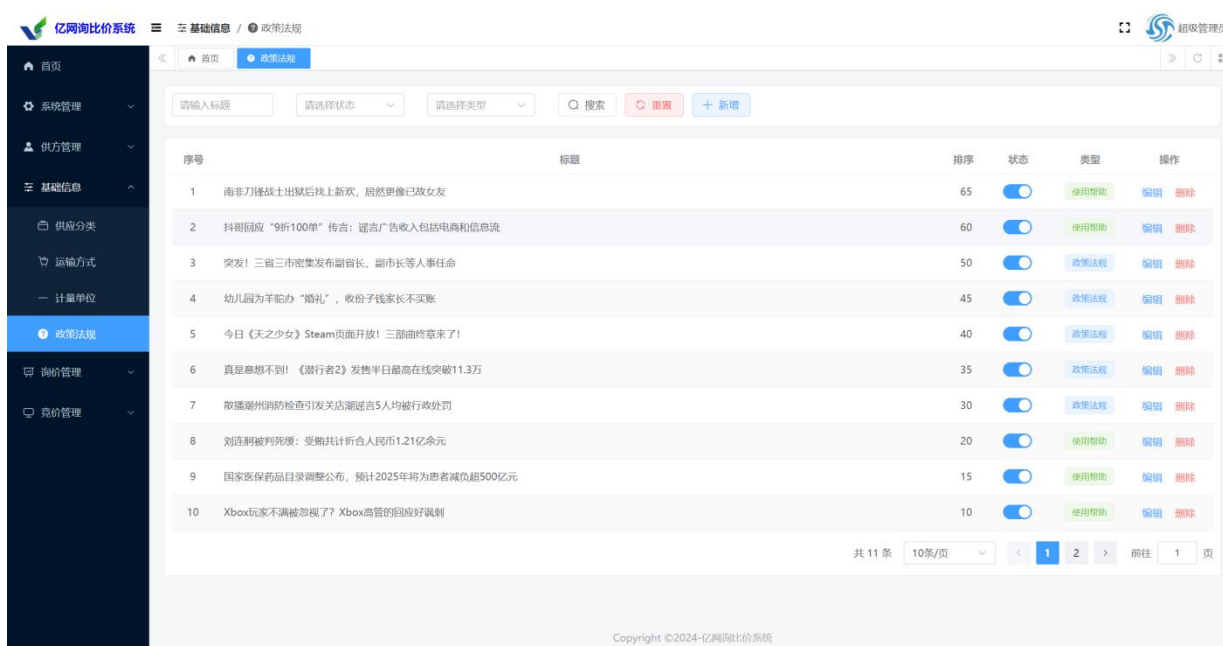 亿网询比价系统 基础信息 / 政策法规 超级管理员
首页 首页 政策法规
请输入标题 请选择状态 请选择类型 搜索 重置 新增
系统管理
供方管理
基础信息
供应分类
运输方式
计量单位
政策法规
询价管理
竞价管理
序号 标题 排序 状态 类型 操作
1 南非刀锋战士出狱后找上新欢，居然更像已故女友 65 使用帮助 编辑 删除
2 抖音回应“9折100单”传言：谣言广告收入包括电商和信息流 60 使用帮助 编辑 删除
3 突发！三省三市密集发布副省长、副市长等人事任命 50 政策法规 编辑 删除
4 幼儿园为羊驼办“婚礼”，收份子钱家长不买账 45 政策法规 编辑 删除
5 今日《天之少女》Steam页面开放！三部曲终章来了！ 40 政策法规 编辑 删除
6 真是意想不到！《潜行者2》发售半日最高在线突破11.3万 35 政策法规 编辑 删除
7 散播潮州消防检查引发关店潮谣言5人均被行政处罚 30 政策法规 编辑 删除
8 刘连舸被判死缓：受贿共计折合人民币1.21亿余元 20 使用帮助 编辑 删除
9 国家医保药品目录调整公布，预计2025年将为患者减负超500亿元 15 使用帮助 编辑 删除
10 Xbox玩家不满被忽视了？Xbox高管的回应好讽刺 10 使用帮助 编辑 删除
共 11 条 10条/页 1 2 前往 1 页
Copyright ©2024-亿网询比价系统